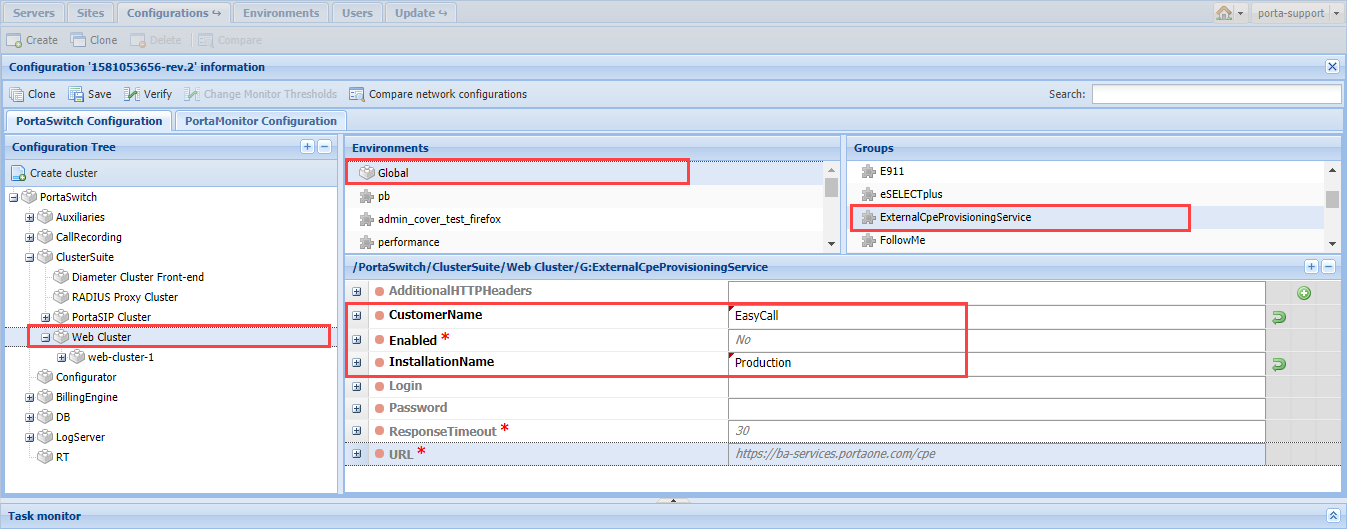 Servers Sites Configurations ↪ Environments Users Update ↪ porta-support
Create Clone Delete Compare
Configuration '1581053656-rev.2' information
Clone Save Verify Change Monitor Thresholds Compare network configurations Search:
PortaSwitch Configuration PortaMonitor Configuration
Configuration Tree
Create cluster
PortaSwitch
Auxiliaries
CallRecording
ClusterSuite
Diameter Cluster Front-end
RADIUS Proxy Cluster
PortaSIP Cluster
Web Cluster
web-cluster-1
Configurator
BillingEngine
DB
LogServer
RT
Environments
Global
pb
admin_cover_test_firefox
performance
Groups
E911
eSELECTplus
ExternalCpeProvisioningService
FollowMe
/PortaSwitch/ClusterSuite/Web Cluster/G:ExternalCpeProvisioningService
AdditionalHTTPHeaders
CustomerName EasyCall
Enabled * No
InstallationName Production
Login
Password
ResponseTimeout * 30
URL * https://ba-services.portaone.com/cpe
Task monitor